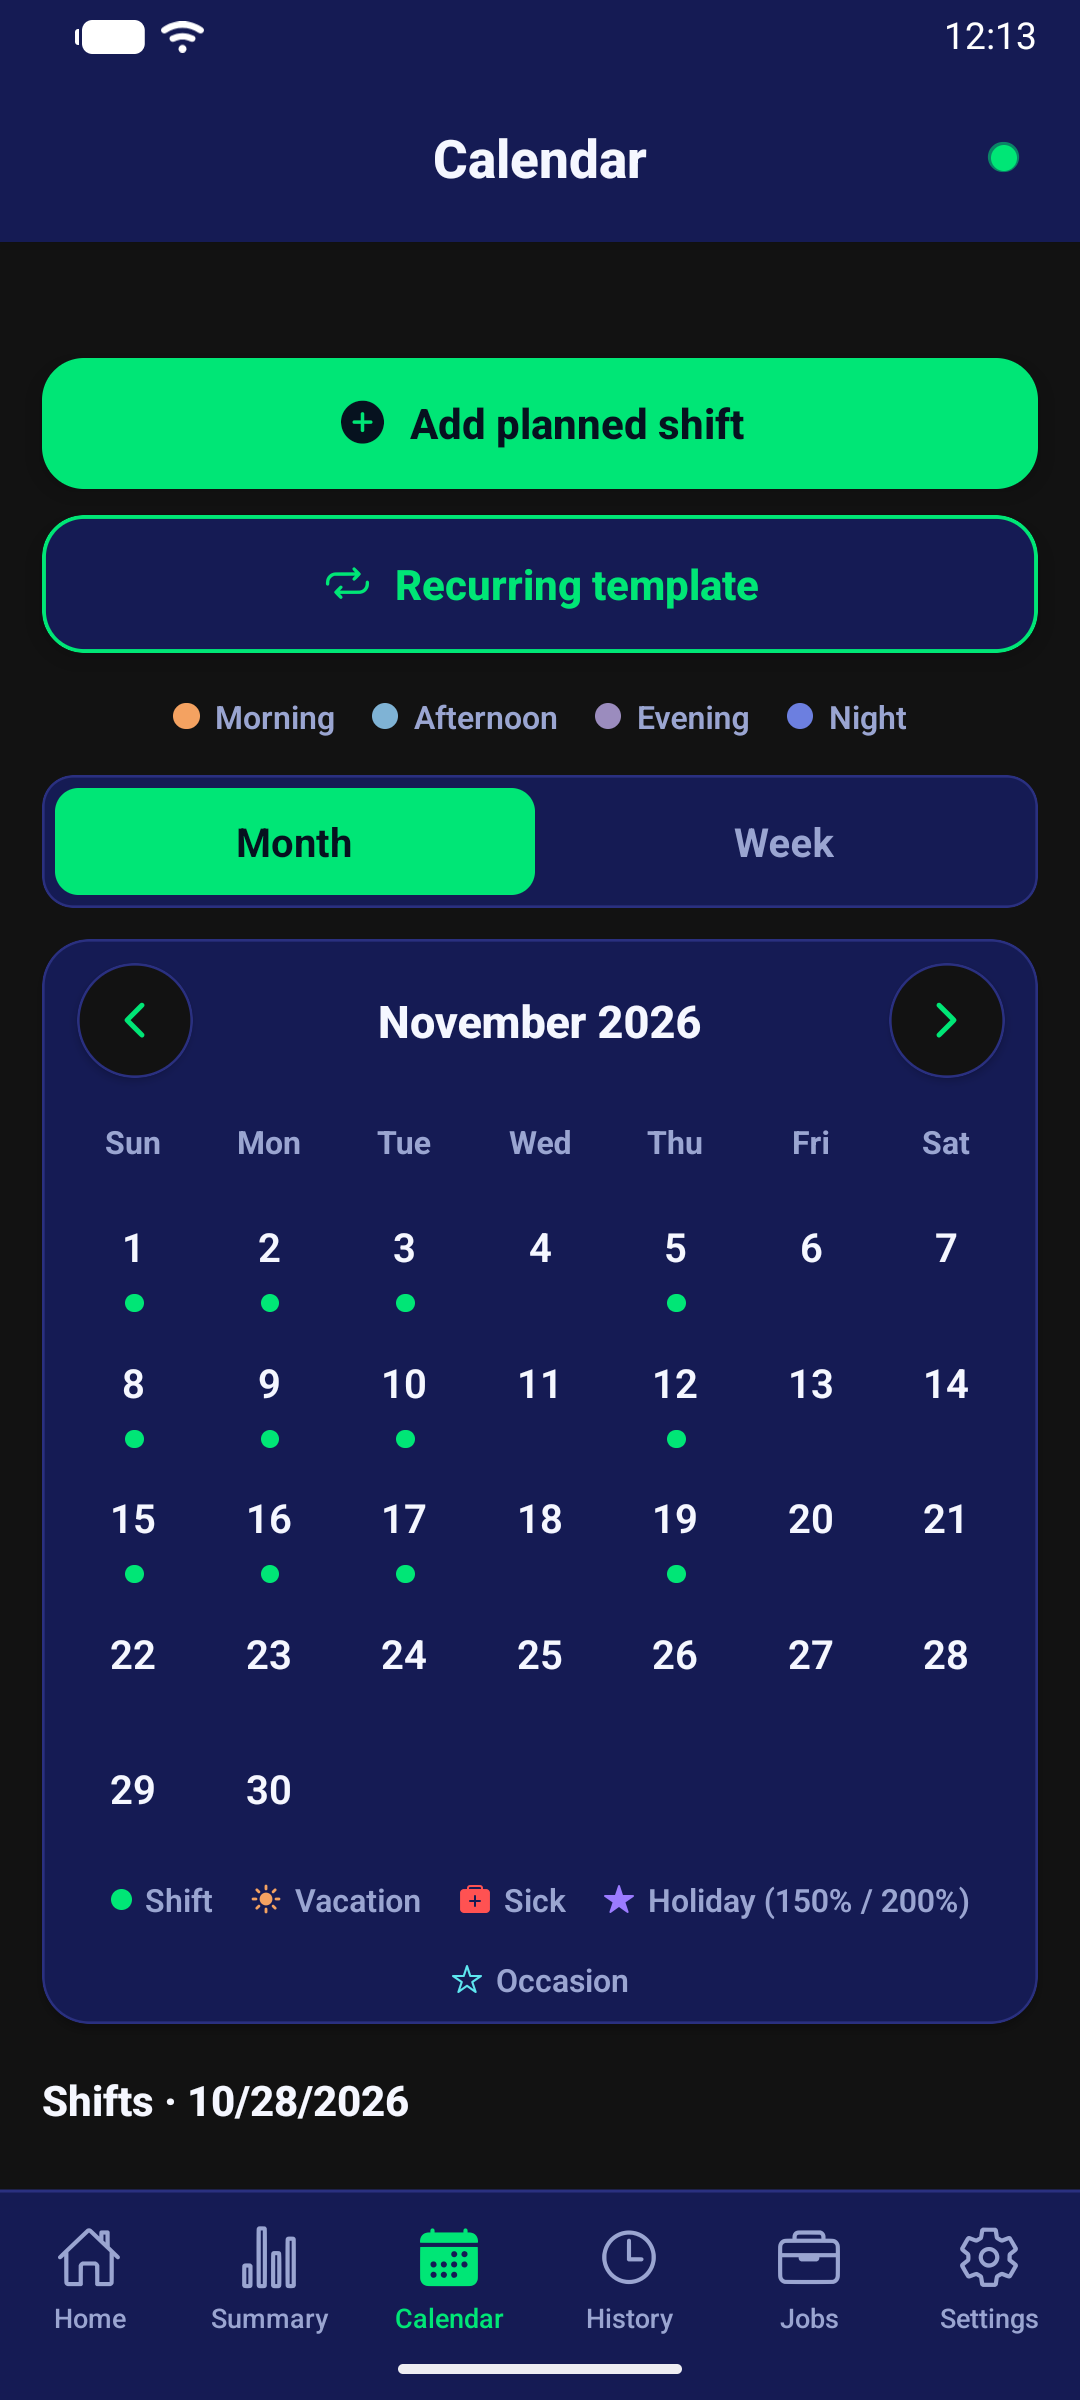 12:13
Calendar
Add planned shift
Recurring template
Morning Afternoon Evening Night
Month Week
November 2026
Sun Mon Tue Wed Thu Fri Sat
1 2 3 4 5 6 7
8 9 10 11 12 13 14
15 16 17 18 19 20 21
22 23 24 25 26 27 28
29 30
Shift Vacation Sick Holiday (150% / 200%)
Occasion
Shifts · 10/28/2026
Home Summary Calendar History Jobs Settings